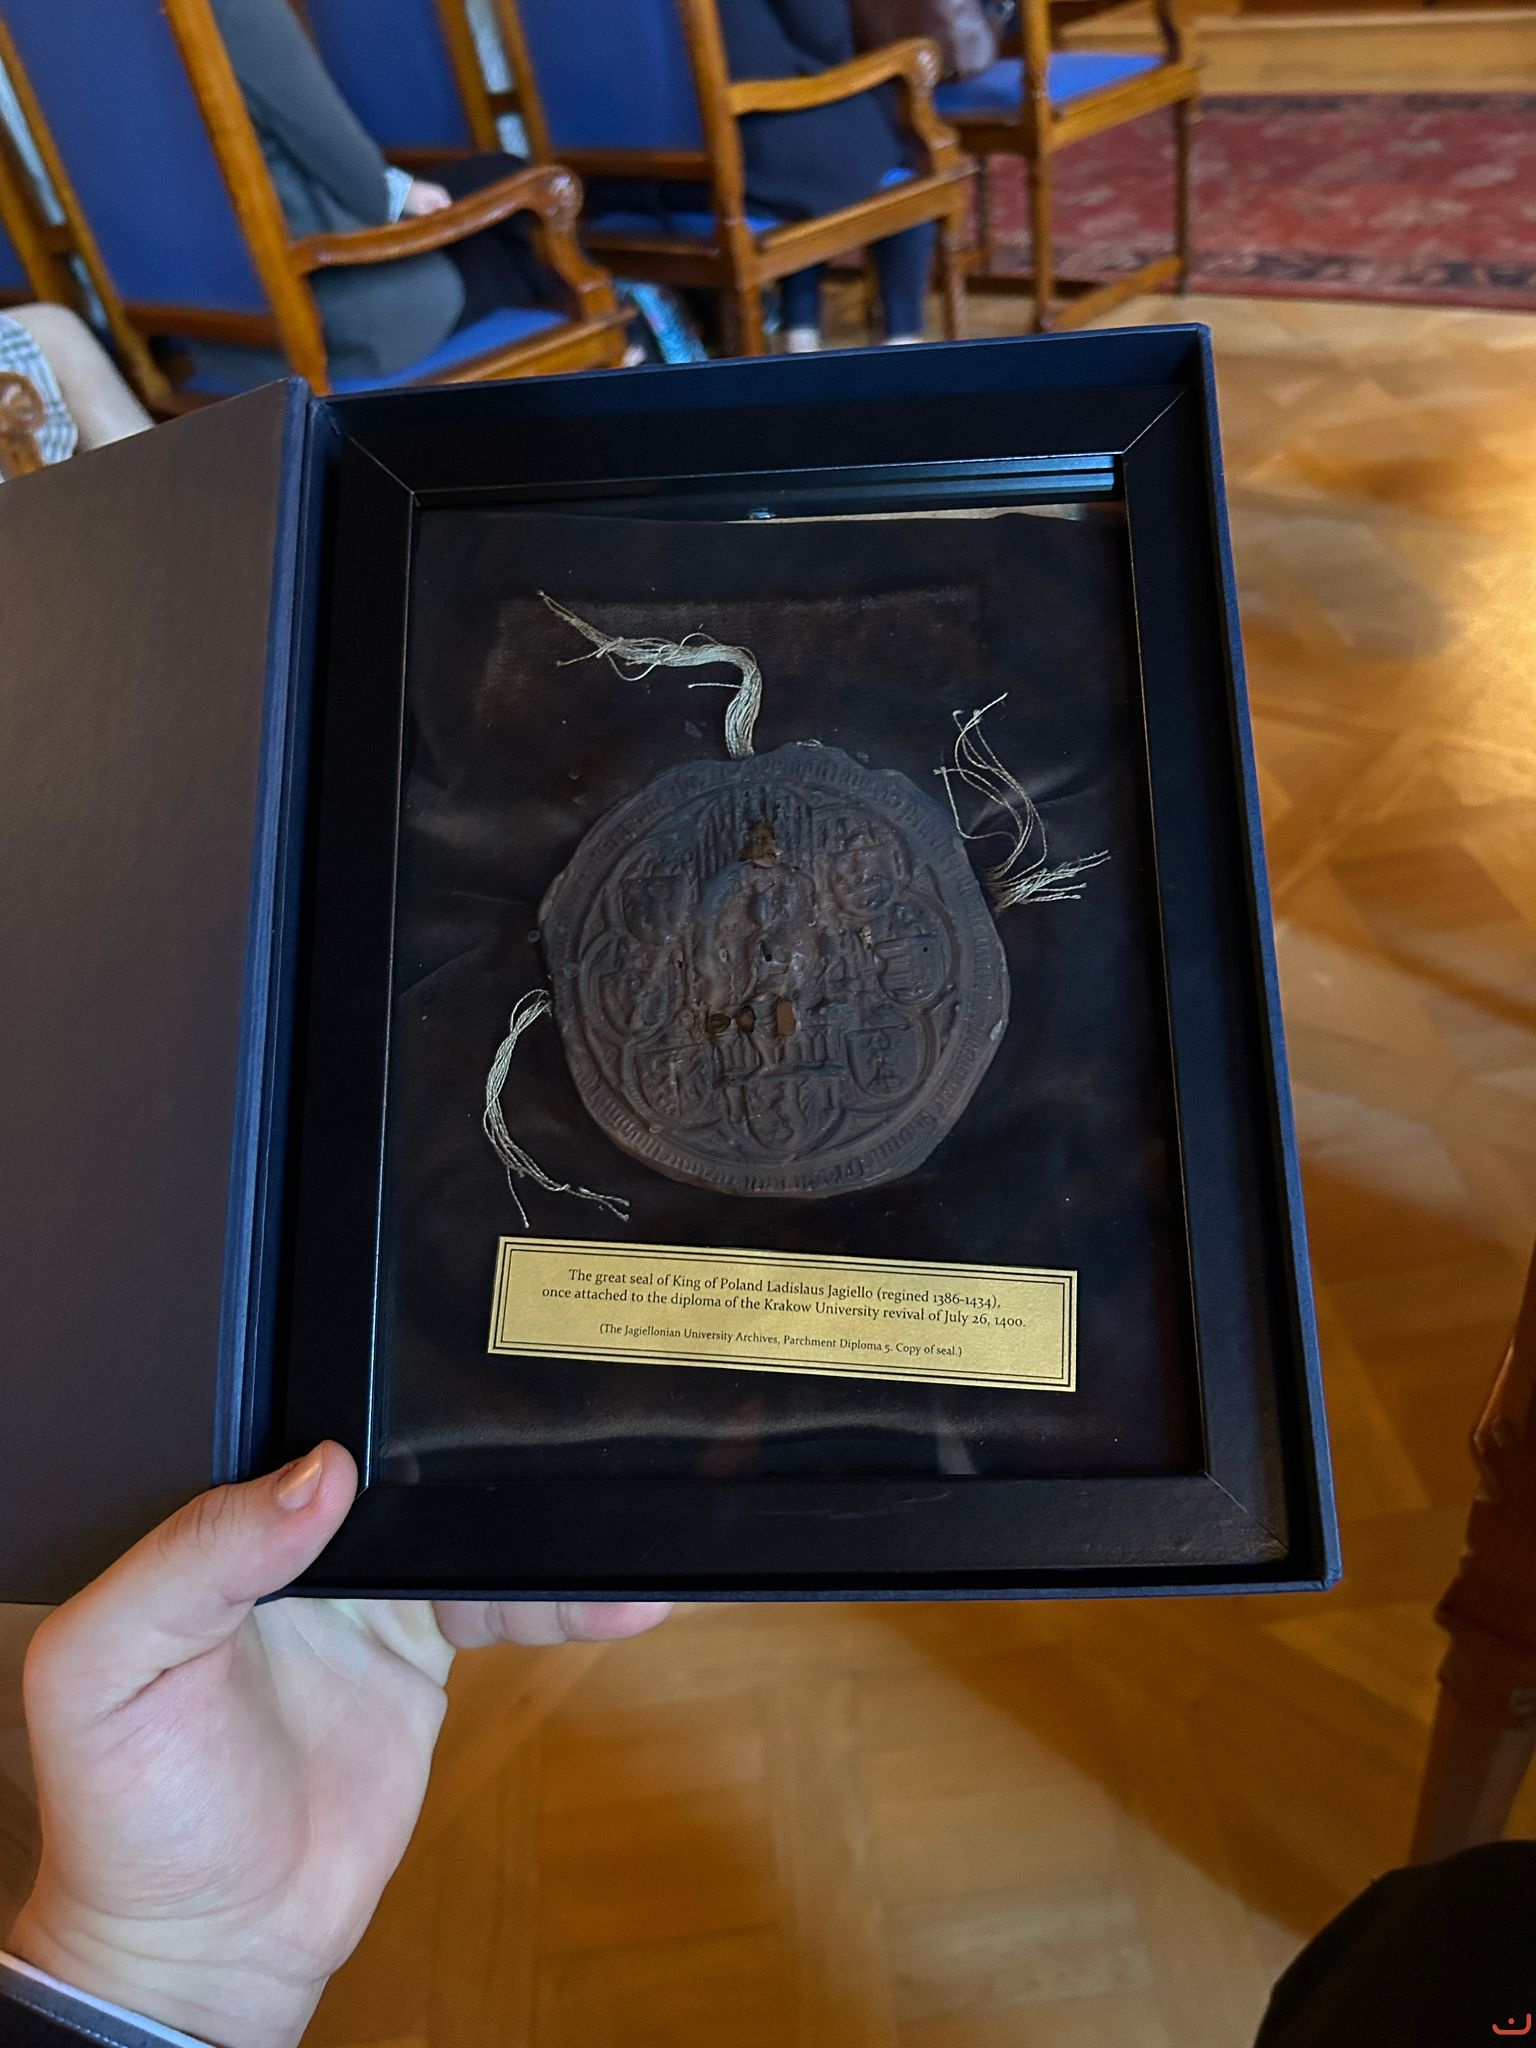 The great seal of King of Poland Ladislaus Jagiello (regined 1386-1434),
once attached to the diploma of the Krakow University revival of July 26, 1400.
(The Jagiellonian University Archives, Parchment Diploma 5. Copy of seal.)